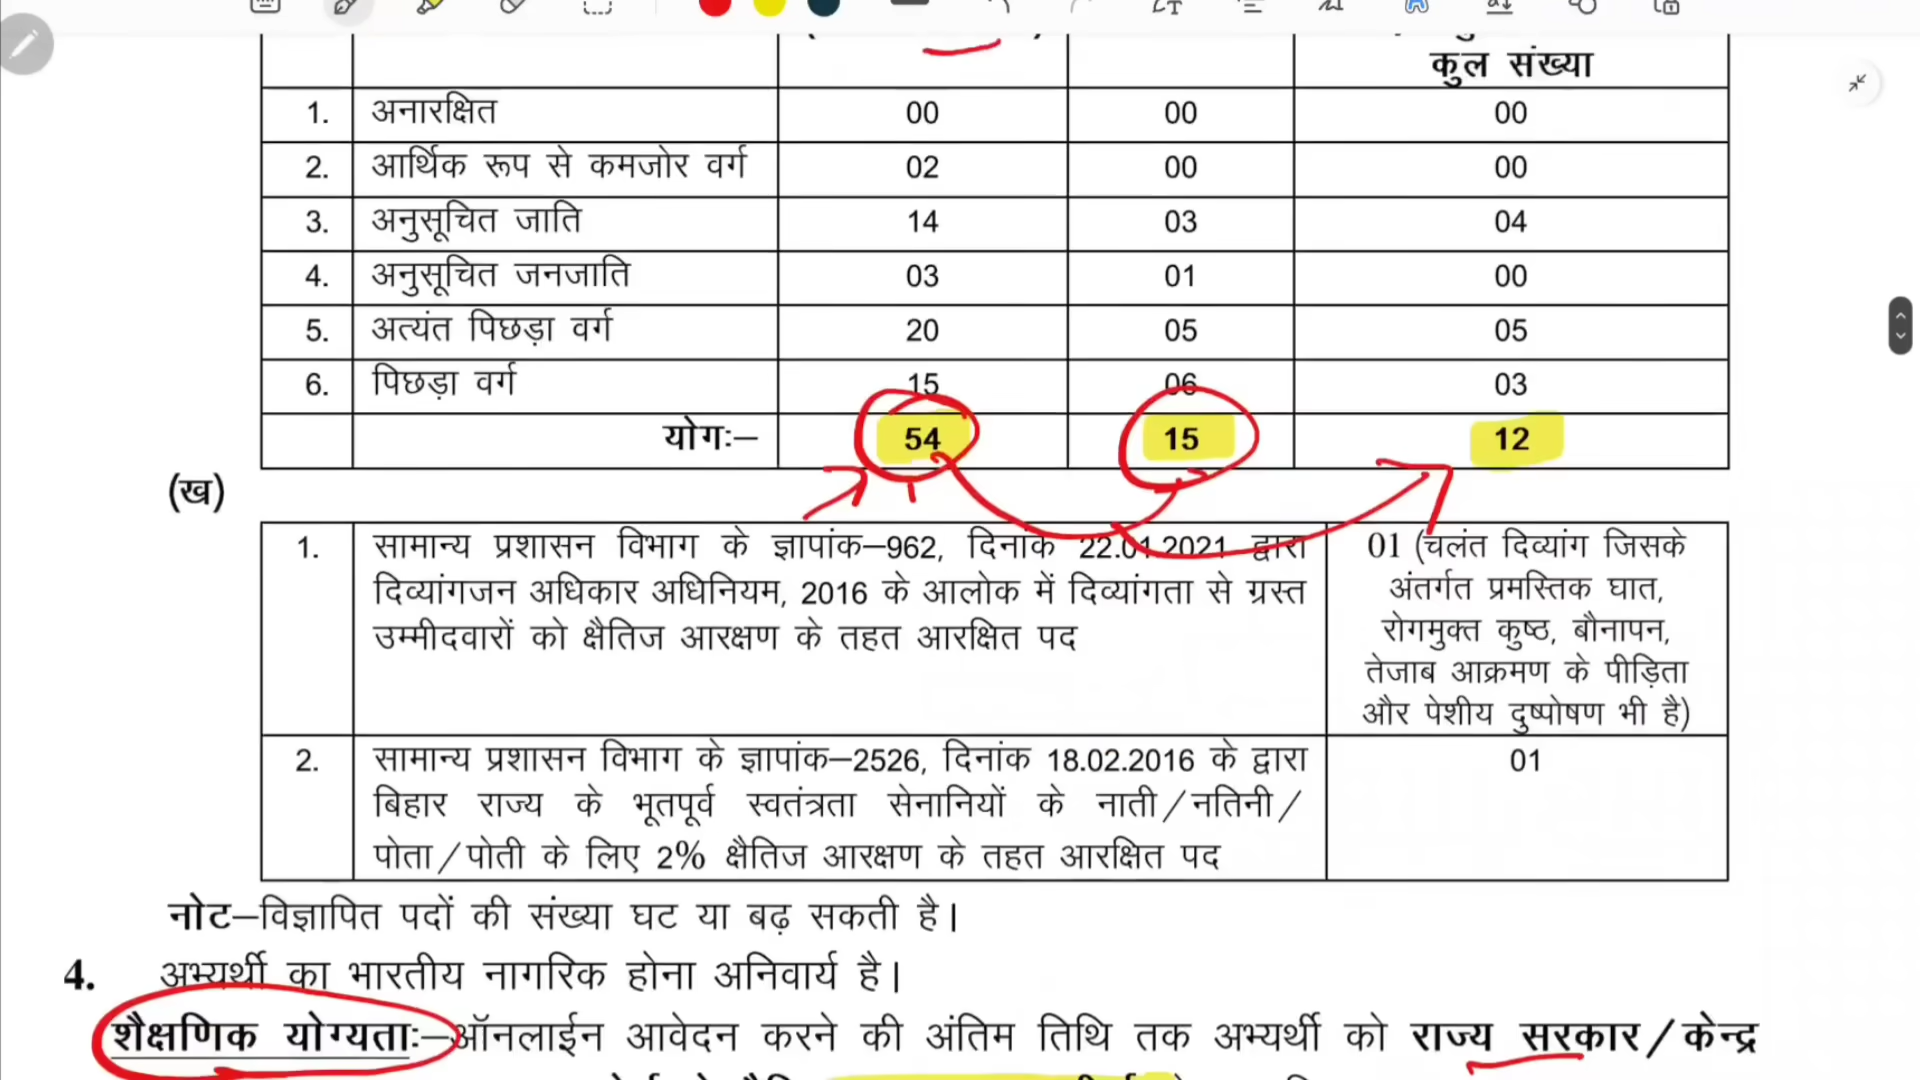 कुल संख्या
1. अनारक्षित 00 00 00
2. आर्थिक रूप से कमजोर वर्ग 02 00 00
3. अनुसूचित जाति 14 03 04
4. अनुसूचित जनजाति 03 01 00
5. अत्यंत पिछड़ा वर्ग 20 05 05
6. पिछड़ा वर्ग 15 06 03
योगः– 54 15 12
(ख)
1. सामान्य प्रशासन विभाग के ज्ञापांक–962, दिनांक 22.01.2021 द्वारा
दिव्यांगजन अधिकार अधिनियम, 2016 के आलोक में दिव्यांगता से ग्रस्त
उम्मीदवारों को क्षैतिज आरक्षण के तहत आरक्षित पद
01 (चलंत दिव्यांग जिसके
अंतर्गत प्रमस्तिक घात,
रोगमुक्त कुष्ठ, बौनापन,
तेजाब आक्रमण के पीड़िता
और पेशीय दुष्पोषण भी है)
2. सामान्य प्रशासन विभाग के ज्ञापांक–2526, दिनांक 18.02.2016 के द्वारा
बिहार राज्य के भूतपूर्व स्वतंत्रता सेनानियों के नाती/नतिनी/
पोता/पोती के लिए 2% क्षैतिज आरक्षण के तहत आरक्षित पद
01
नोट–विज्ञापित पदों की संख्या घट या बढ़ सकती है।
4. अभ्यर्थी का भारतीय नागरिक होना अनिवार्य है।
शैक्षणिक योग्यताः–ऑनलाईन आवेदन करने की अंतिम तिथि तक अभ्यर्थी को राज्य सरकार/केन्द्र